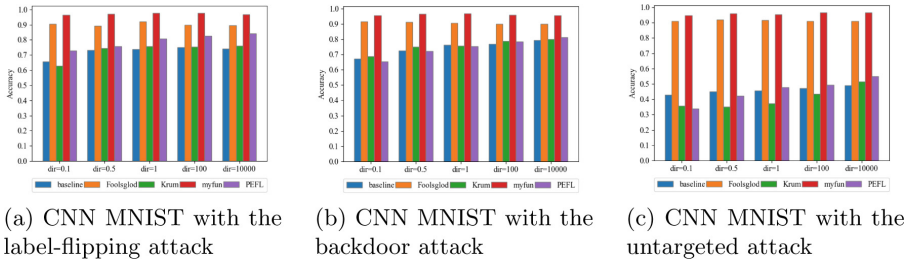 1.0
0.9
0.8
0.7
0.6
0.5
0.4
0.3
0.2
0.1
0.0
Accuracy
dir=0.1 dir=0.5 dir=1 dir=100 dir=10000
baseline Foolsglod Krum myfun PEFL
(a) CNN MNIST with the
label-flipping attack
1.0
0.9
0.8
0.7
0.6
0.5
0.4
0.3
0.2
0.1
0.0
Accuracy
dir=0.1 dir=0.5 dir=1 dir=100 dir=10000
baseline Foolsglod Krum myfun PEFL
(b) CNN MNIST with the
backdoor attack
1.0
0.9
0.8
0.7
0.6
0.5
0.4
0.3
0.2
0.1
0.0
Accuracy
dir=0.1 dir=0.5 dir=1 dir=100 dir=10000
baseline Foolsglod Krum myfun PEFL
(c) CNN MNIST with the
untargeted attack